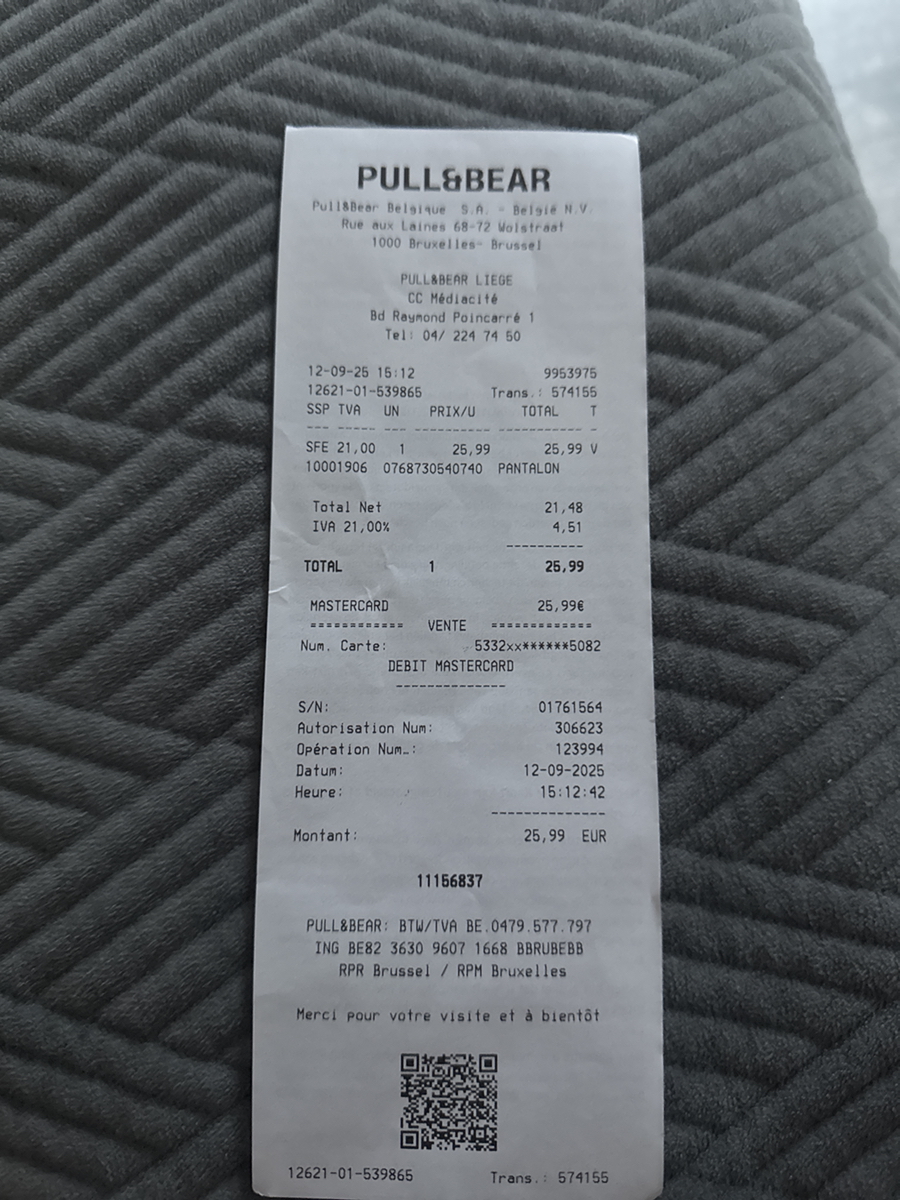 PULL&BEAR
Pull&Bear Belgique S.A. - België N.V.
Rue aux Laines 68-72 Wolstraat
1000 Bruxelles- Brussel
PULL&BEAR LIEGE
CC Médiacité
Bd Raymond Poincarré 1
Tel: 04/ 224 74 50
12-09-25 15:12 9953975
12621-01-539865 Trans.: 574155
SSP TVA UN PRIX/U TOTAL T
--- ----- --- ---------- ----------- -
SFE 21,00 1 25,99 25,99 V
10001906 0768730540740 PANTALON
Total Net 21,48
IVA 21,00% 4,51
----------
TOTAL 1 25,99
MASTERCARD 25,99€
============ VENTE =============
Num. Carte: 5332xx******5082
DEBIT MASTERCARD
--------------
S/N: 01761564
Autorisation Num: 306623
Opération Num.: 123994
Datum: 12-09-2025
Heure: 15:12:42
--------------
Montant: 25,99 EUR
11156837
PULL&BEAR: BTW/TVA BE.0479.577.797
ING BE82 3630 9607 1668 BBRUBEBB
RPR Brussel / RPM Bruxelles
Merci pour votre visite et à bientôt
12621-01-539865 Trans.: 574155